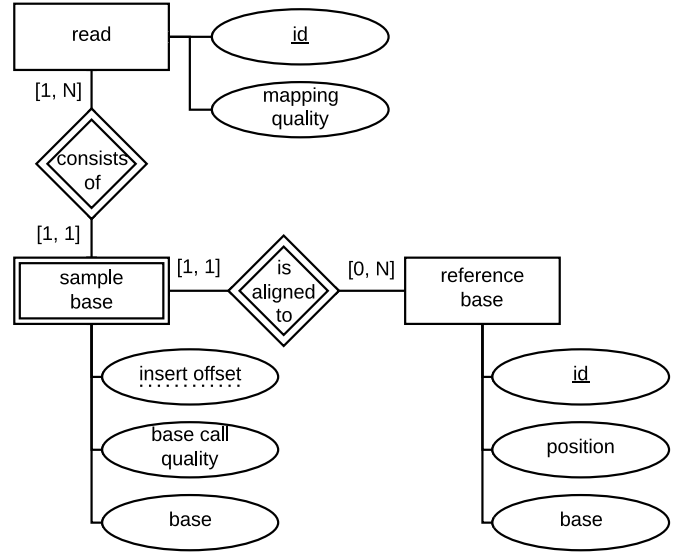 read
id
mapping
quality
[1, N]
consists
of
[1, 1]
sample
base
[1, 1]
is
aligned
to
[0, N]
reference
base
insert offset
base call
quality
base
id
position
base